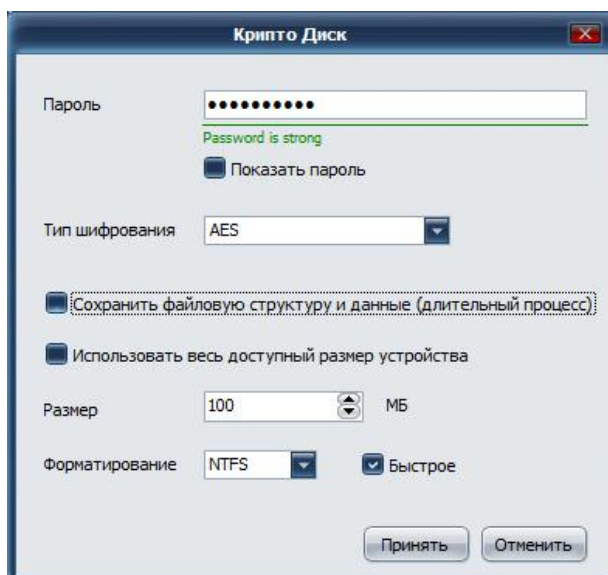 Крипто Диск
Пароль ●●●●●●●●●●
Password is strong
Показать пароль
Тип шифрования AES
Сохранить файловую структуру и данные (длительный процесс)
Использовать весь доступный размер устройства
Размер 100 МБ
Форматирование NTFS Быстрое
Принять Отменить